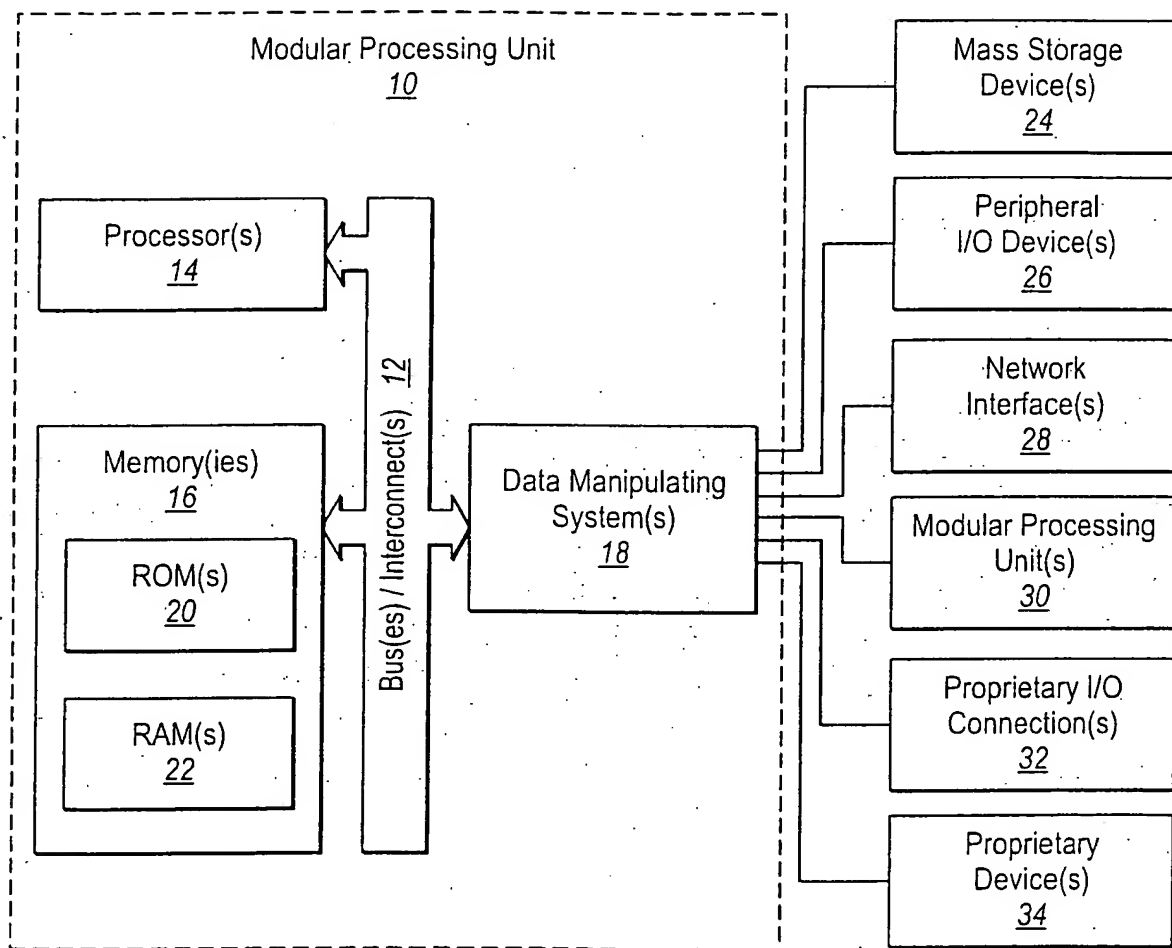 Modular Processing Unit
10
Processor(s)
14
Memory(ies)
16
ROM(s)
20
RAM(s)
22
Bus(es) / Interconnect(s) 12
Data Manipulating
System(s)
18
Mass Storage
Device(s)
24
Peripheral
I/O Device(s)
26
Network
Interface(s)
28
Modular Processing
Unit(s)
30
Proprietary I/O
Connection(s)
32
Proprietary
Device(s)
34